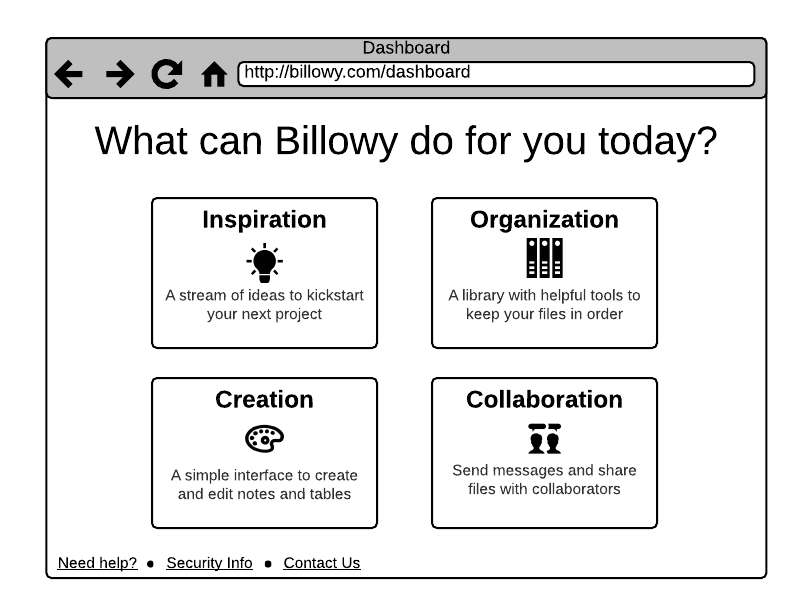 Dashboard
http://billowy.com/dashboard
What can Billowy do for you today?
Inspiration
A stream of ideas to kickstart
your next project
Organization
A library with helpful tools to
keep your files in order
Creation
A simple interface to create
and edit notes and tables
Collaboration
Send messages and share
files with collaborators
Need help? • Security Info • Contact Us